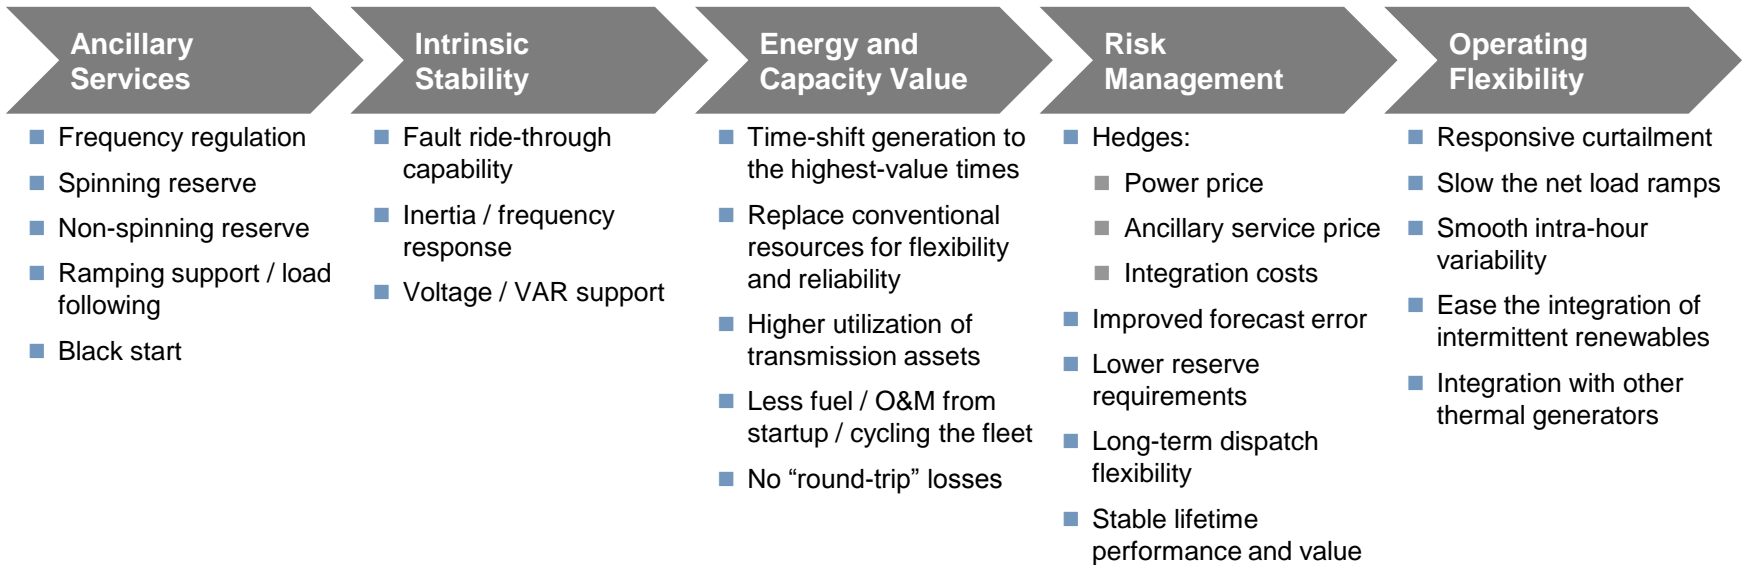 Ancillary
Services
Frequency regulation
Spinning reserve
Non-spinning reserve
Ramping support / load
following
Black start
Intrinsic
Stability
Fault ride-through
capability
Inertia / frequency
response
Voltage / VAR support
Energy and
Capacity Value
Time-shift generation to
the highest-value times
Replace conventional
resources for flexibility
and reliability
Higher utilization of
transmission assets
Less fuel / O&M from
startup / cycling the fleet
No “round-trip” losses
Risk
Management
Hedges:
Power price
Ancillary service price
Integration costs
Improved forecast error
Lower reserve
requirements
Long-term dispatch
flexibility
Stable lifetime
performance and value
Operating
Flexibility
Responsive curtailment
Slow the net load ramps
Smooth intra-hour
variability
Ease the integration of
intermittent renewables
Integration with other
thermal generators